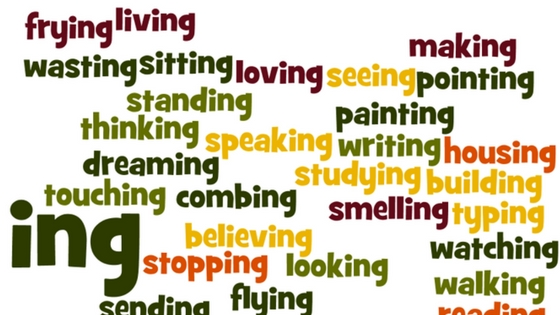 frying living
making
wasting sitting loving seeing pointing
standing
painting
thinking
speaking writing housing
dreaming
studying building
touching combing
smelling typing
ing
believing
watching
stopping looking
walking
sending flying
reading